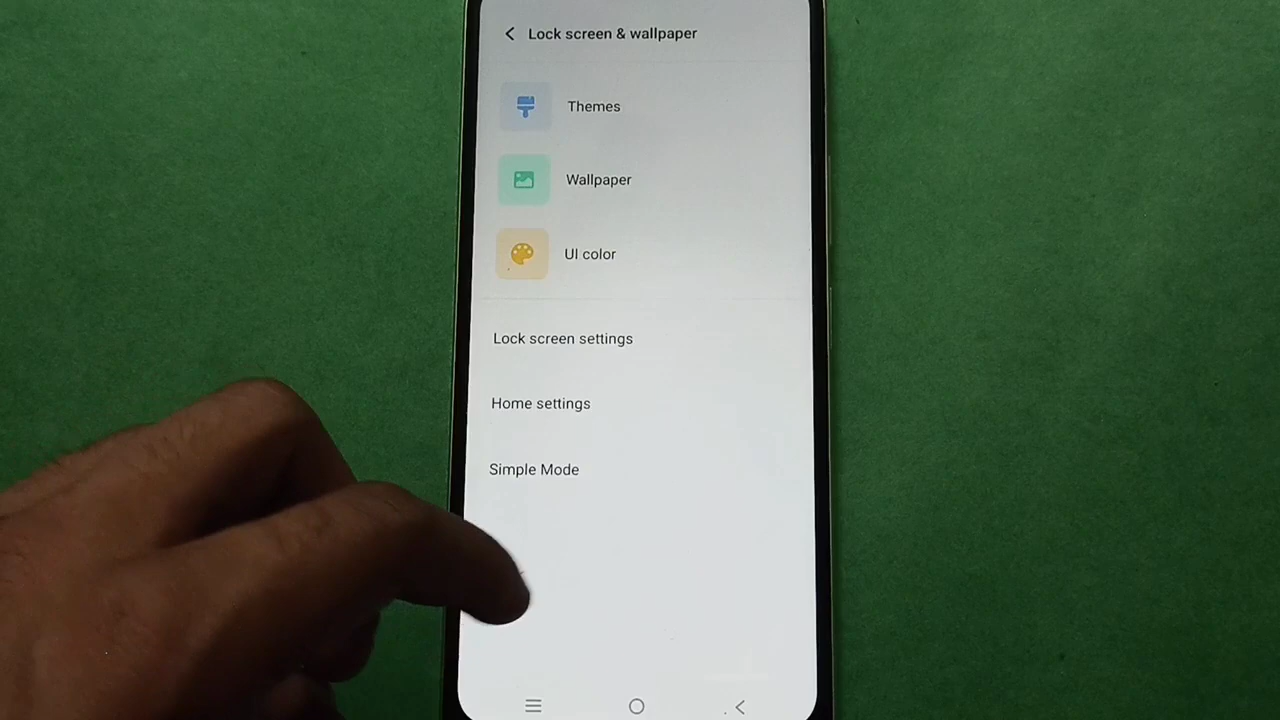 Lock screen & wallpaper
Themes
Wallpaper
UI color
Lock screen settings
Home settings
Simple Mode